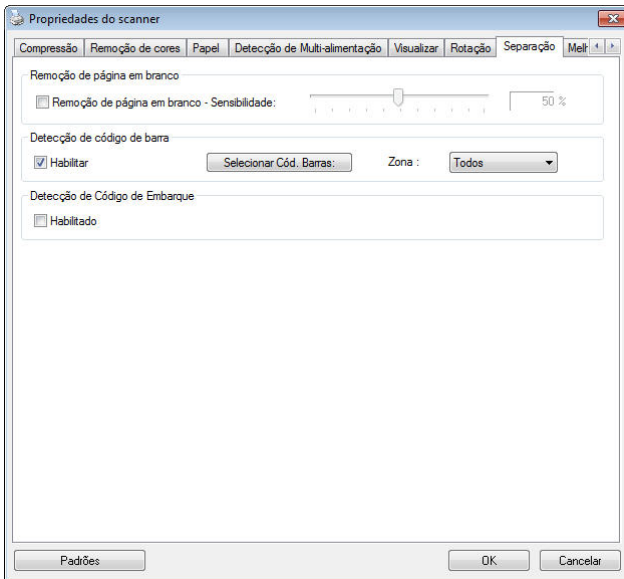 Propriedades do scanner
Compressão Remoção de cores Papel Detecção de Multi-alimentação Visualizar Rotação Separação Melh
Remoção de página em branco
Remoção de página em branco - Sensibilidade: 50 %
Detecção de código de barra
Habilitar Selecionar Cód. Barras: Zona : Todos
Detecção de Código de Embarque
Habilitado
Padrões OK Cancelar